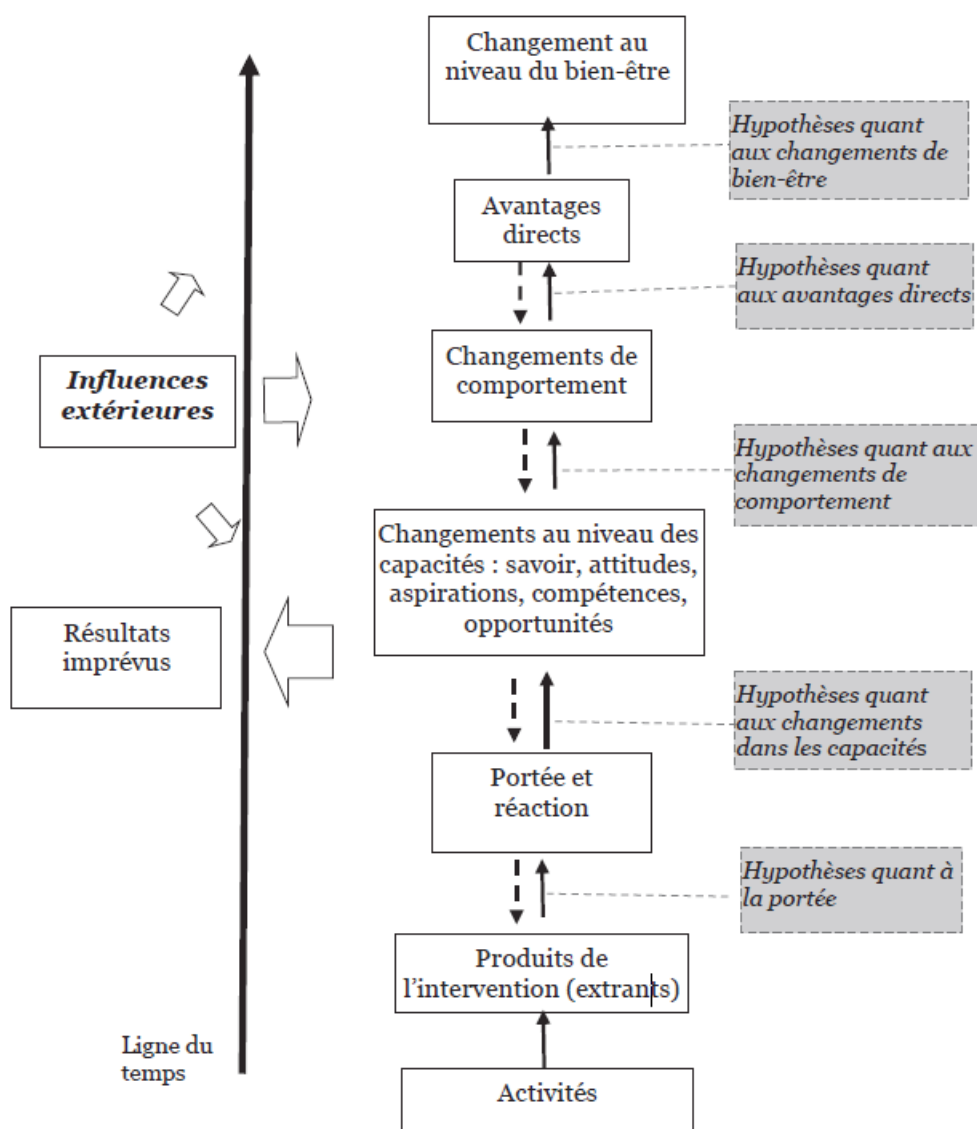 Changement au
niveau du bien-être
Hypothèses quant
aux changements de
bien-être
Avantages
directs
Hypothèses quant
aux avantages directs
Changements de
comportement
Influences
extérieures
Hypothèses quant aux
changements de
comportement
Changements au niveau des
capacités : savoir, attitudes,
aspirations, compétences,
opportunités
Résultats
imprévus
Hypothèses quant
aux changements
dans les capacités
Portée et
réaction
Hypothèses quant à
la portée
Produits de
l'intervention (extrants)
Ligne du
temps
Activités